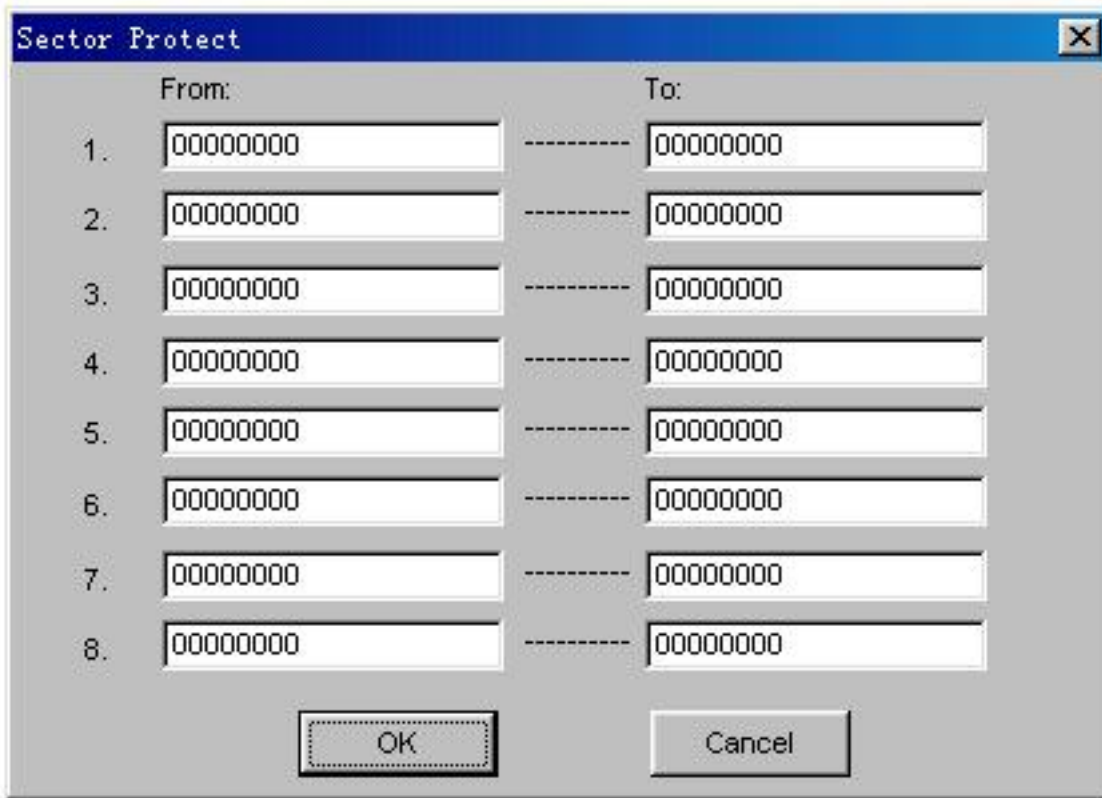 Sector Protect
From: To:
1. 00000000 ---------- 00000000
2. 00000000 ---------- 00000000
3. 00000000 ---------- 00000000
4. 00000000 ---------- 00000000
5. 00000000 ---------- 00000000
6. 00000000 ---------- 00000000
7. 00000000 ---------- 00000000
8. 00000000 ---------- 00000000
OK Cancel